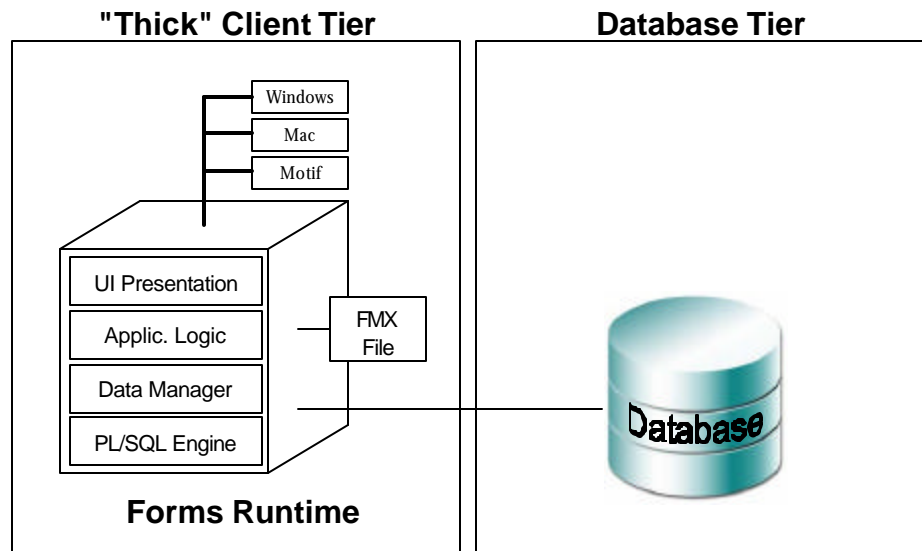 "Thick" Client Tier
Database Tier
Windows
Mac
Motif
UI Presentation
Applic. Logic
Data Manager
PL/SQL Engine
FMX
File
Database
Forms Runtime